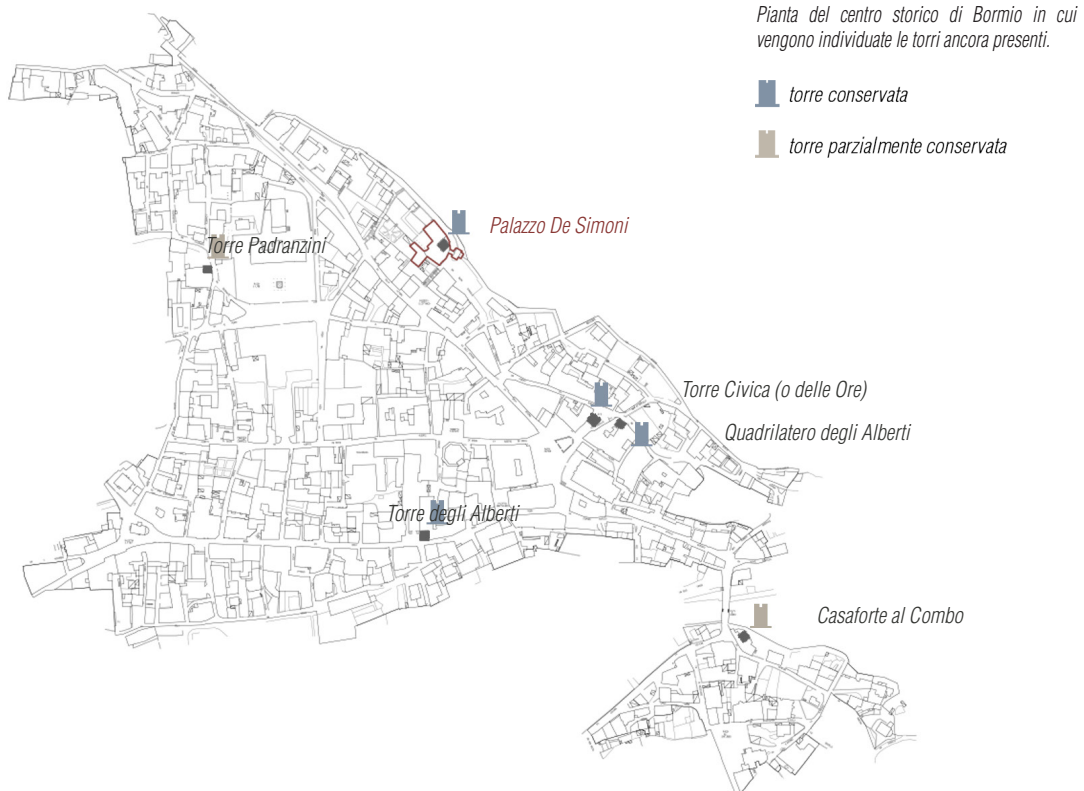 Pianta del centro storico di Bormio in cui
vengono individuate le torri ancora presenti.
torre conservata
torre parzialmente conservata
Palazzo De Simoni
Torre Padranzini
Torre Civica (o delle Ore)
Quadrilatero degli Alberti
Torre degli Alberti
Casaforte al Combo